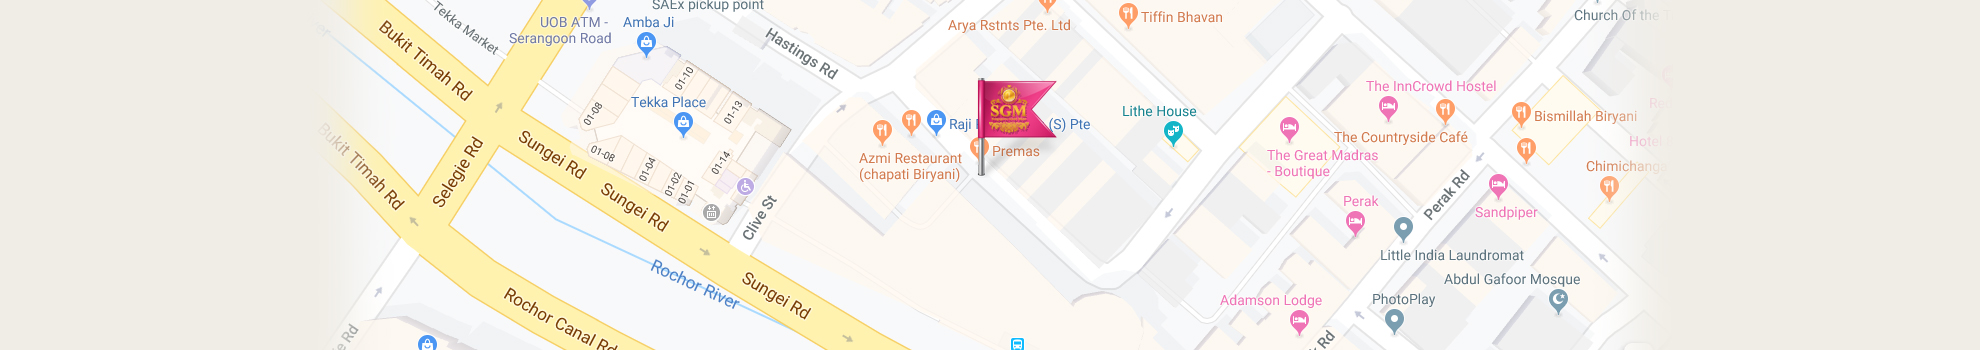 SAEx pickup point
Tekka Market
UOB ATM -
Serangoon Road
Amba Ji
Bukit Timah Rd
Hastings Rd
Arya Rstnts Pte. Ltd
Tiffin Bhavan
Church Of the
Tekka Place
01-10
01-08
01-13
01-08
01-04
01-02
01-01
01-14
SGM
Raji
(S) Pte
Premas
Azmi Restaurant
(chapati Biryani)
Lithe House
The InnCrowd Hostel
The Countryside Café
The Great Madras
- Boutique
Bismillah Biryani
Hotel
Chimichanga
Perak Rd
Sandpiper
Perak
Little India Laundromat
Abdul Gafoor Mosque
Adamson Lodge
PhotoPlay
Bukit Timah Rd
Selegie Rd
Sungei Rd
Sungei Rd
Sungei Rd
Clive St
Rochor River
Rochor Canal Rd
Rd
Rd